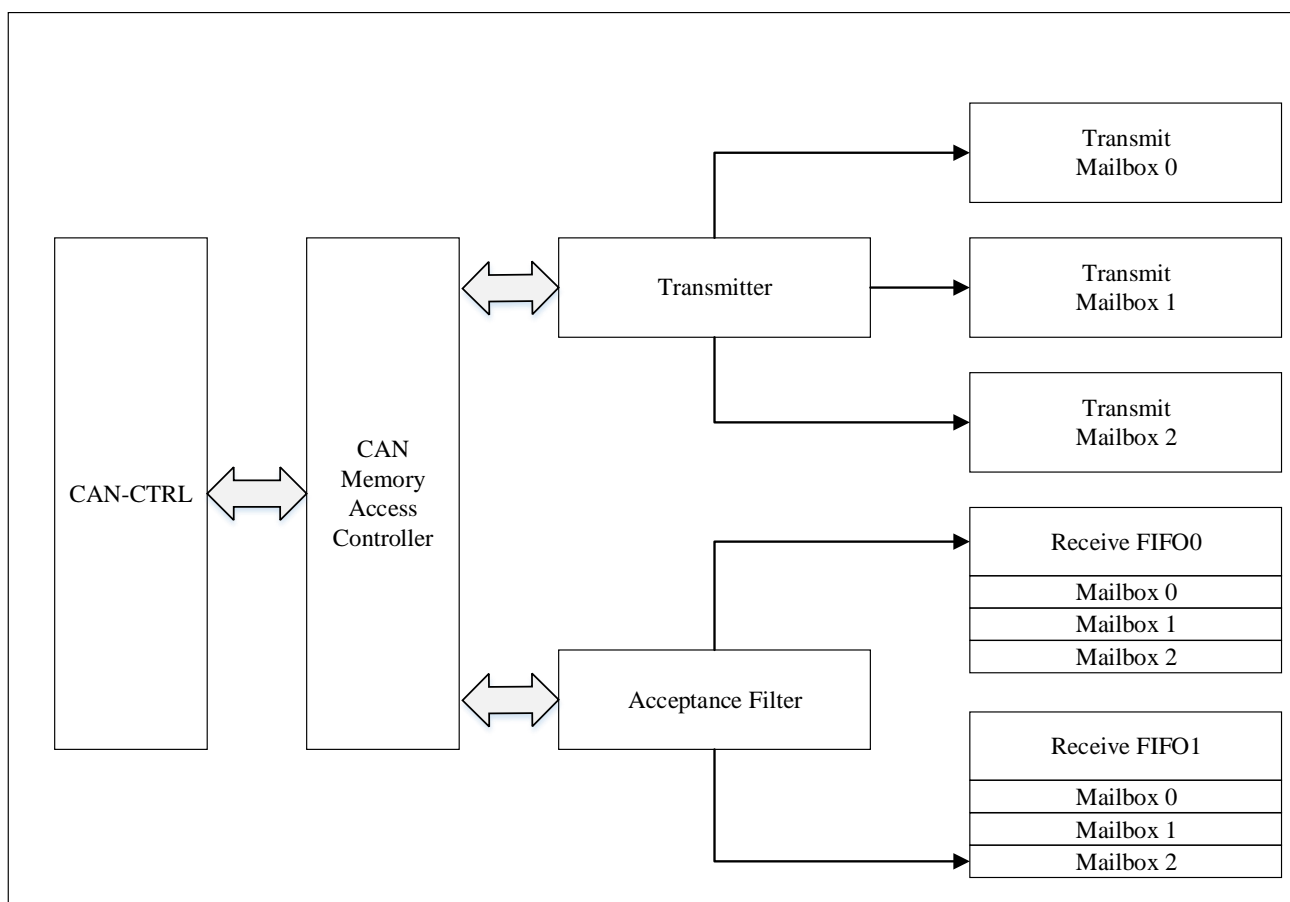 CAN-CTRL
CAN
Memory
Access
Controller
Transmitter
Transmit
Mailbox 0
Transmit
Mailbox 1
Transmit
Mailbox 2
Acceptance Filter
Receive FIFO0
Mailbox 0
Mailbox 1
Mailbox 2
Receive FIFO1
Mailbox 0
Mailbox 1
Mailbox 2